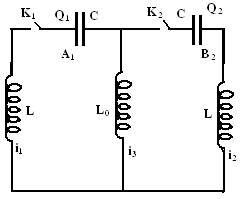 K₁ Q₁ C K₂ C Q₂
A₁ B₂
L L₀ L
i₁ i₃ i₂